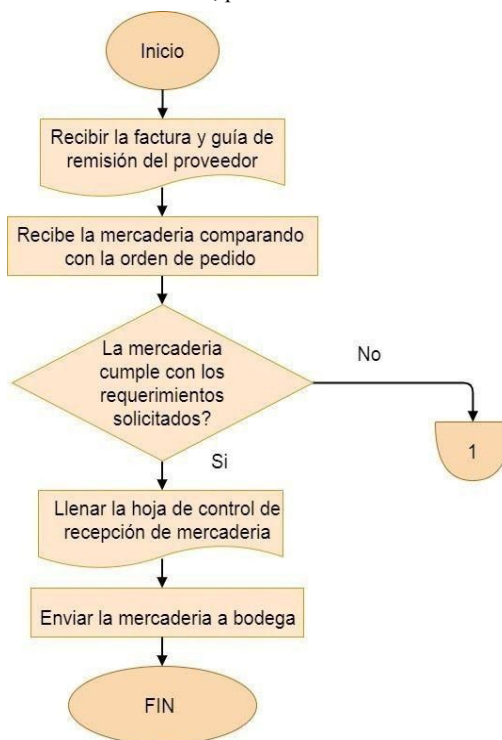 Inicio
Recibir la factura y guía de
remisión del proveedor
Recibe la mercaderia comparando
con la orden de pedido
La mercaderia
cumple con los
requerimientos
solicitados?
No
1
Si
Llenar la hoja de control de
recepción de mercaderia
Enviar la mercaderia a bodega
FIN